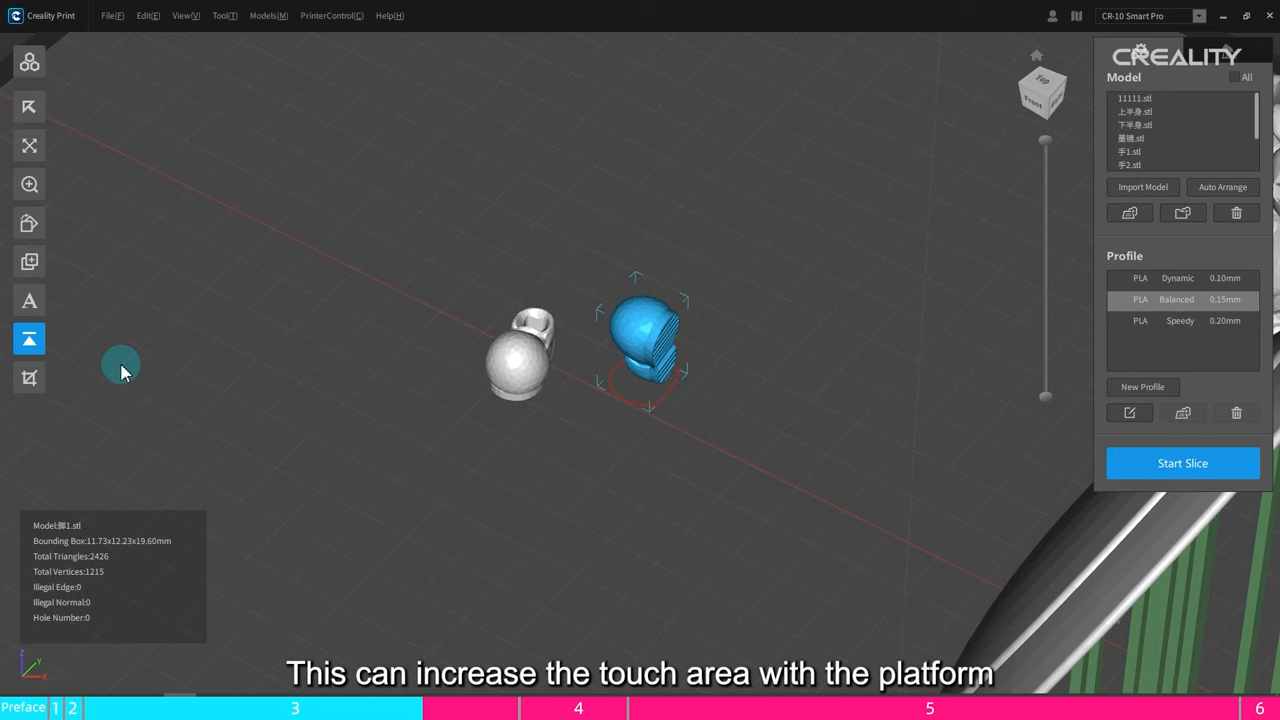 Creality Print
File(F)
Edit(E)
View(V)
Tool(T)
Models(M)
PrinterControl(C)
Help(H)
CR-10 Smart Pro
CREALITY
Model
All
11111.stl
上半身.stl
下半身.stl
墨镜.stl
手1.stl
手2.stl
Import Model
Auto Arrange
Top
Front
Right
Profile
PLA Dynamic 0.10mm
PLA Balanced 0.15mm
PLA Speedy 0.20mm
New Profile
Start Slice
Model:脚1.stl
Bounding Box:11.73x12.23x19.60mm
Total Triangles:2426
Total Vertices:1215
Illegal Edge:0
Illegal Normal:0
Hole Number:0
Z
Y
X
This can increase the touch area with the platform
Preface 1 2 3 4 5 6